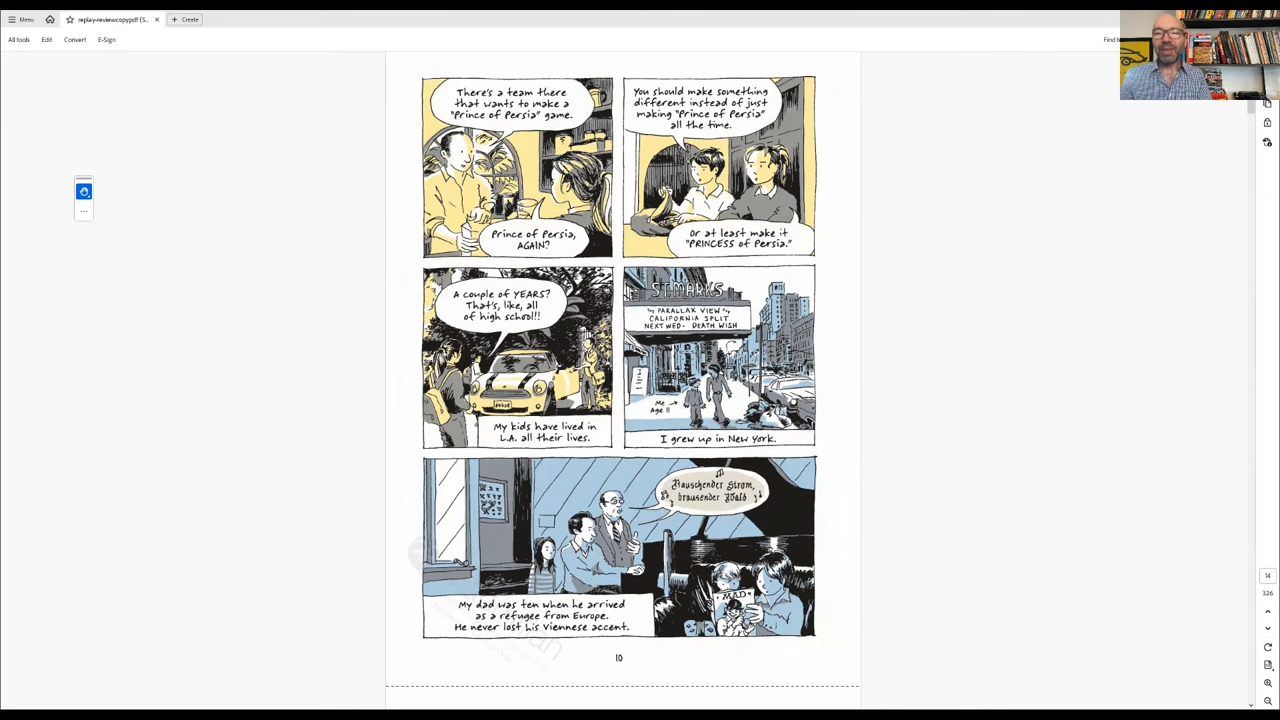 Menu
replay-reviewcopy.pdf (S...
Create
All tools
Edit
Convert
E-Sign
There's a team there
that wants to make a
"Prince of Persia" game.
Prince of Persia,
AGAIN?
You should make something
different instead of just
making "Prince of Persia"
all the time.
Or at least make it
"PRINCESS of Persia."
A couple of YEARS?
That's, like, all
of high school!!
My kids have lived in
L.A. all their lives.
ST. MARKS
PARALLAX VIEW
CALIFORNIA SPLIT
NEXT WED- DEATH WISH
Me
Age 11
I grew up in New York.
Rauschender Strom,
brausender Wald
MAD
My dad was ten when he arrived
as a refugee from Europe.
He never lost his Viennese accent.
10
14
326